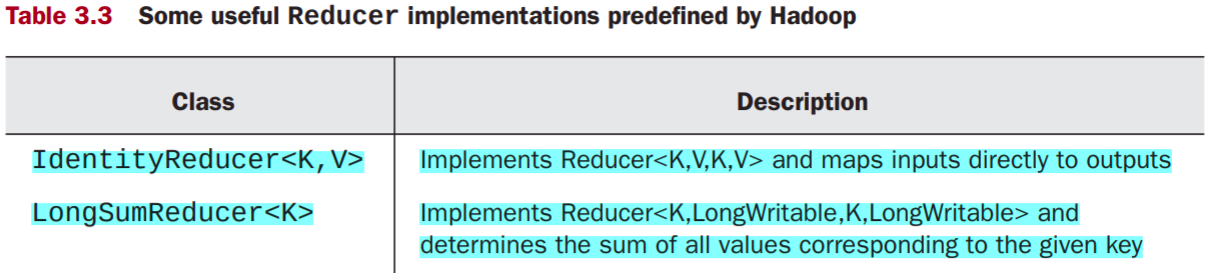 Table 3.3 Some useful Reducer implementations predefined by Hadoop
Class Description
IdentityReducer<K,V> Implements Reducer<K,V,K,V> and maps inputs directly to outputs
LongSumReducer<K> Implements Reducer<K,LongWritable,K,LongWritable> and
determines the sum of all values corresponding to the given key